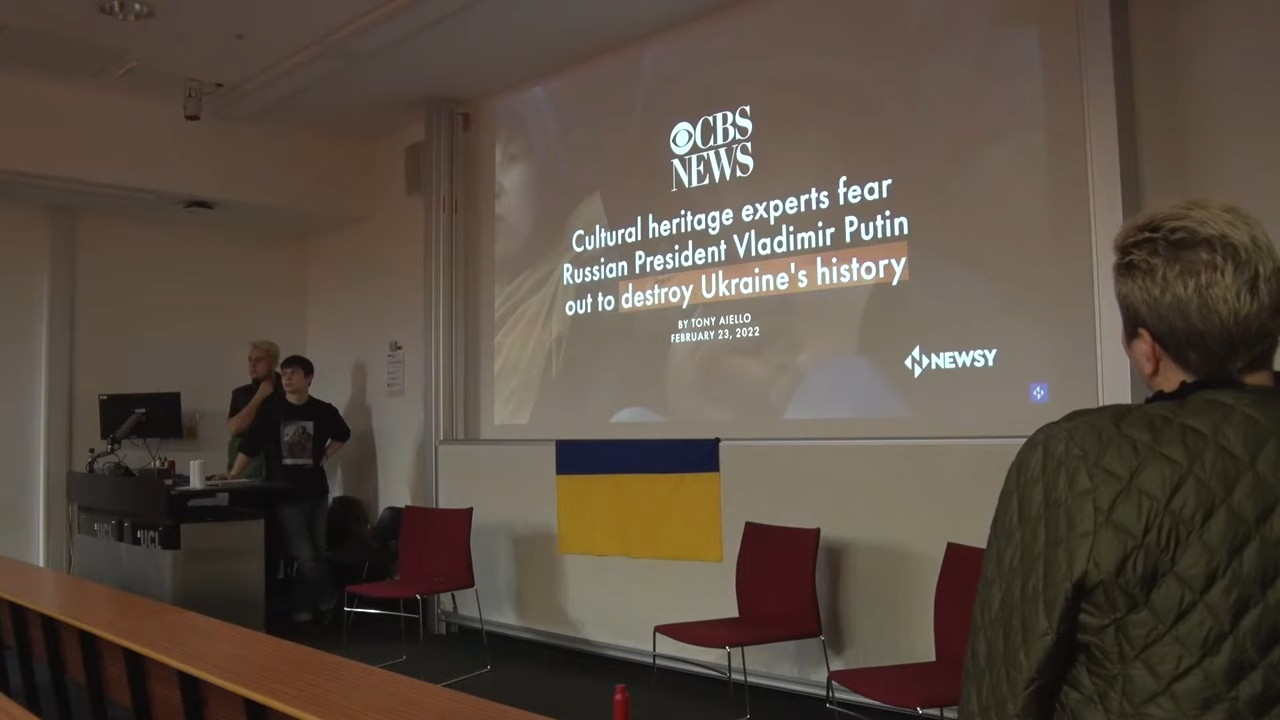 CBS
NEWS
Cultural heritage experts fear
Russian President Vladimir Putin
out to destroy Ukraine's history
BY TONY AIELLO
FEBRUARY 23, 2022
NEWSY
UCL
UCL